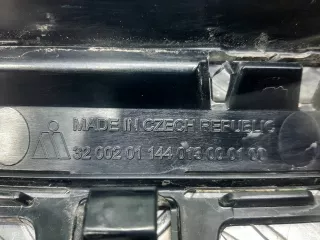 MADE IN CZECH REPUBLIC
32 002 01 144 013 00 01 00